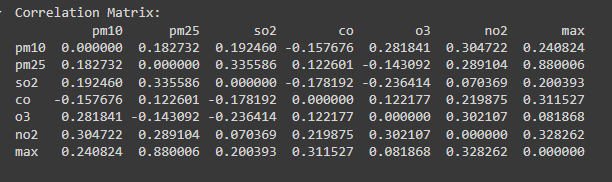 Correlation Matrix:
pm10 pm25 so2 co o3 no2 max
pm10 0.000000 0.182732 0.192460 -0.157676 0.281841 0.304722 0.240824
pm25 0.182732 0.000000 0.335586 0.122601 -0.143092 0.289104 0.880006
so2 0.192460 0.335586 0.000000 -0.178192 -0.236414 0.070369 0.200393
co -0.157676 0.122601 -0.178192 0.000000 0.122177 0.219875 0.311527
o3 0.281841 -0.143092 -0.236414 0.122177 0.000000 0.302107 0.081868
no2 0.304722 0.289104 0.070369 0.219875 0.302107 0.000000 0.328262
max 0.240824 0.880006 0.200393 0.311527 0.081868 0.328262 0.000000